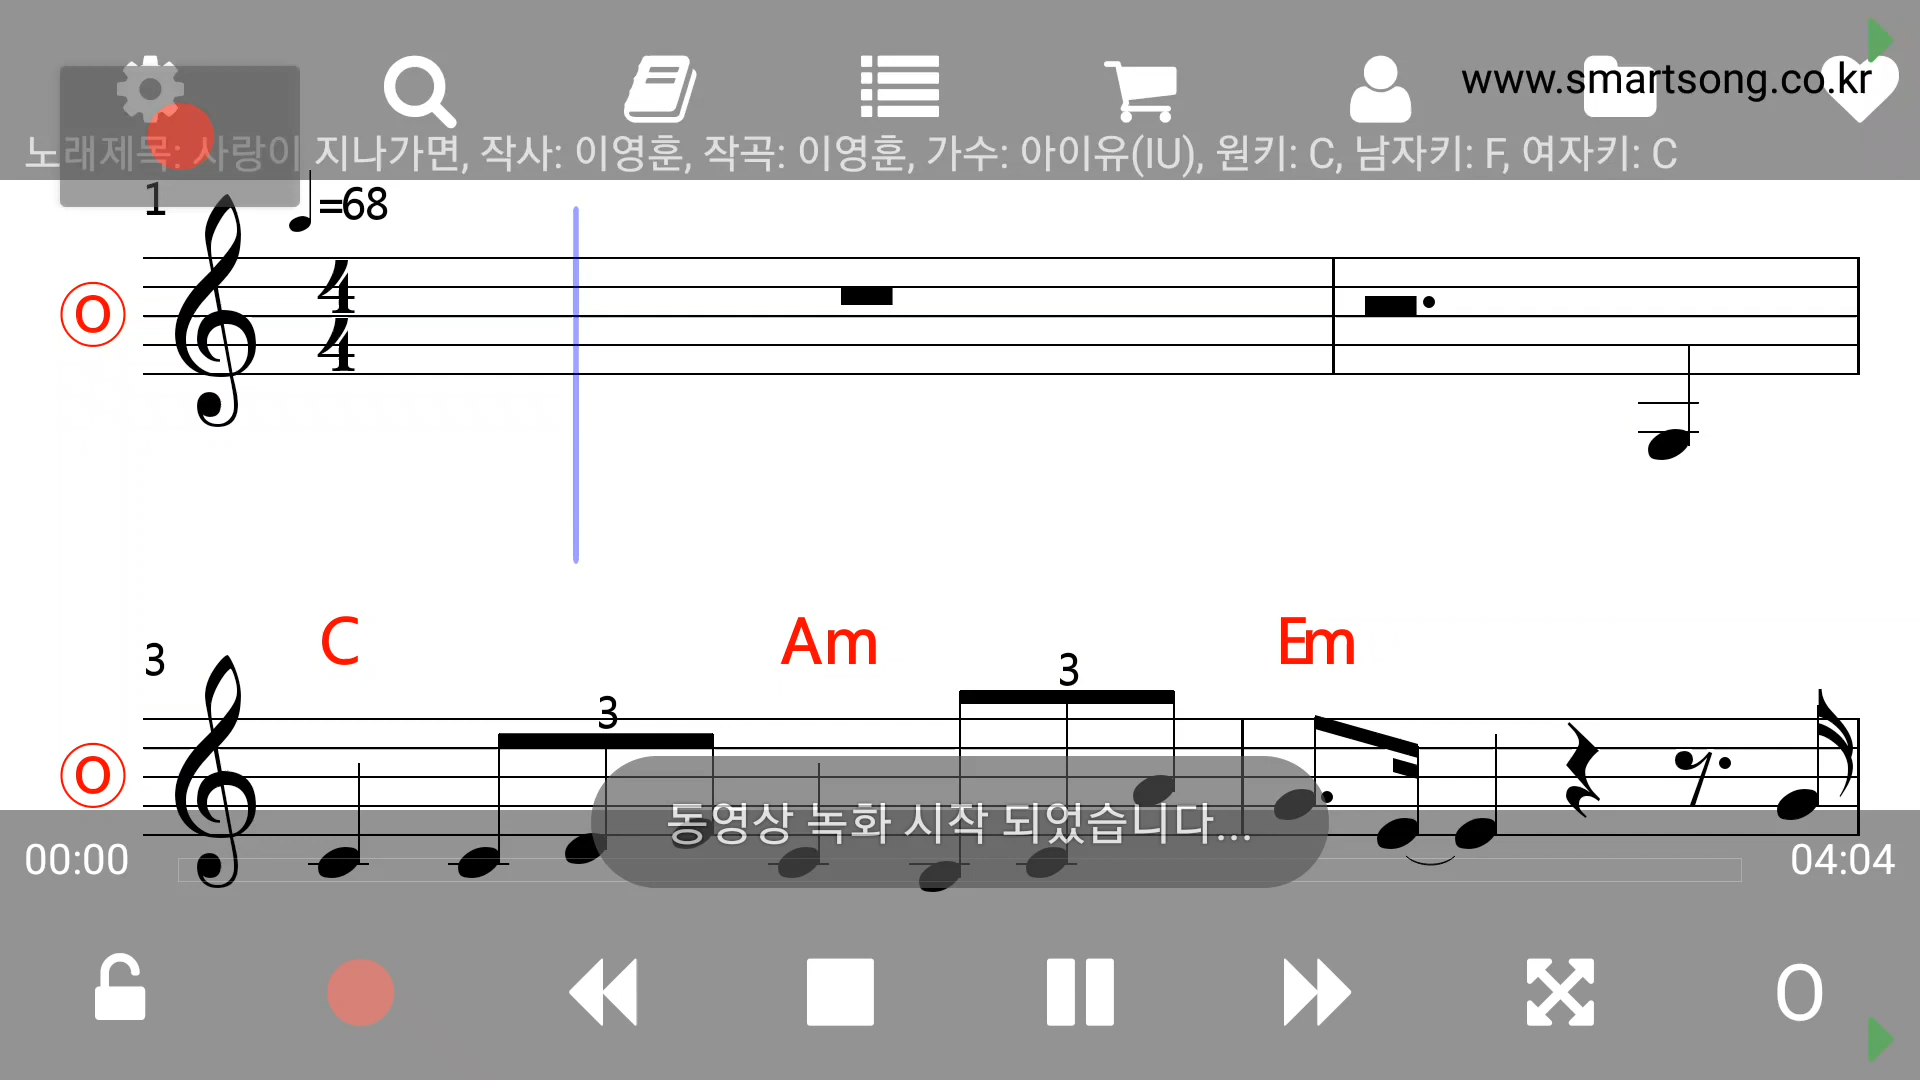 www.smartsong.co.kr
노래제목: 사랑이 지나가면, 작사: 이영훈, 작곡: 이영훈, 가수: 아이유(IU), 원키: C, 남자키: F, 여자키: C
1 =68
O 4
4
C Am Em
3 3 3
O
동영상 녹화 시작 되었습니다...
00:00 04:04
O